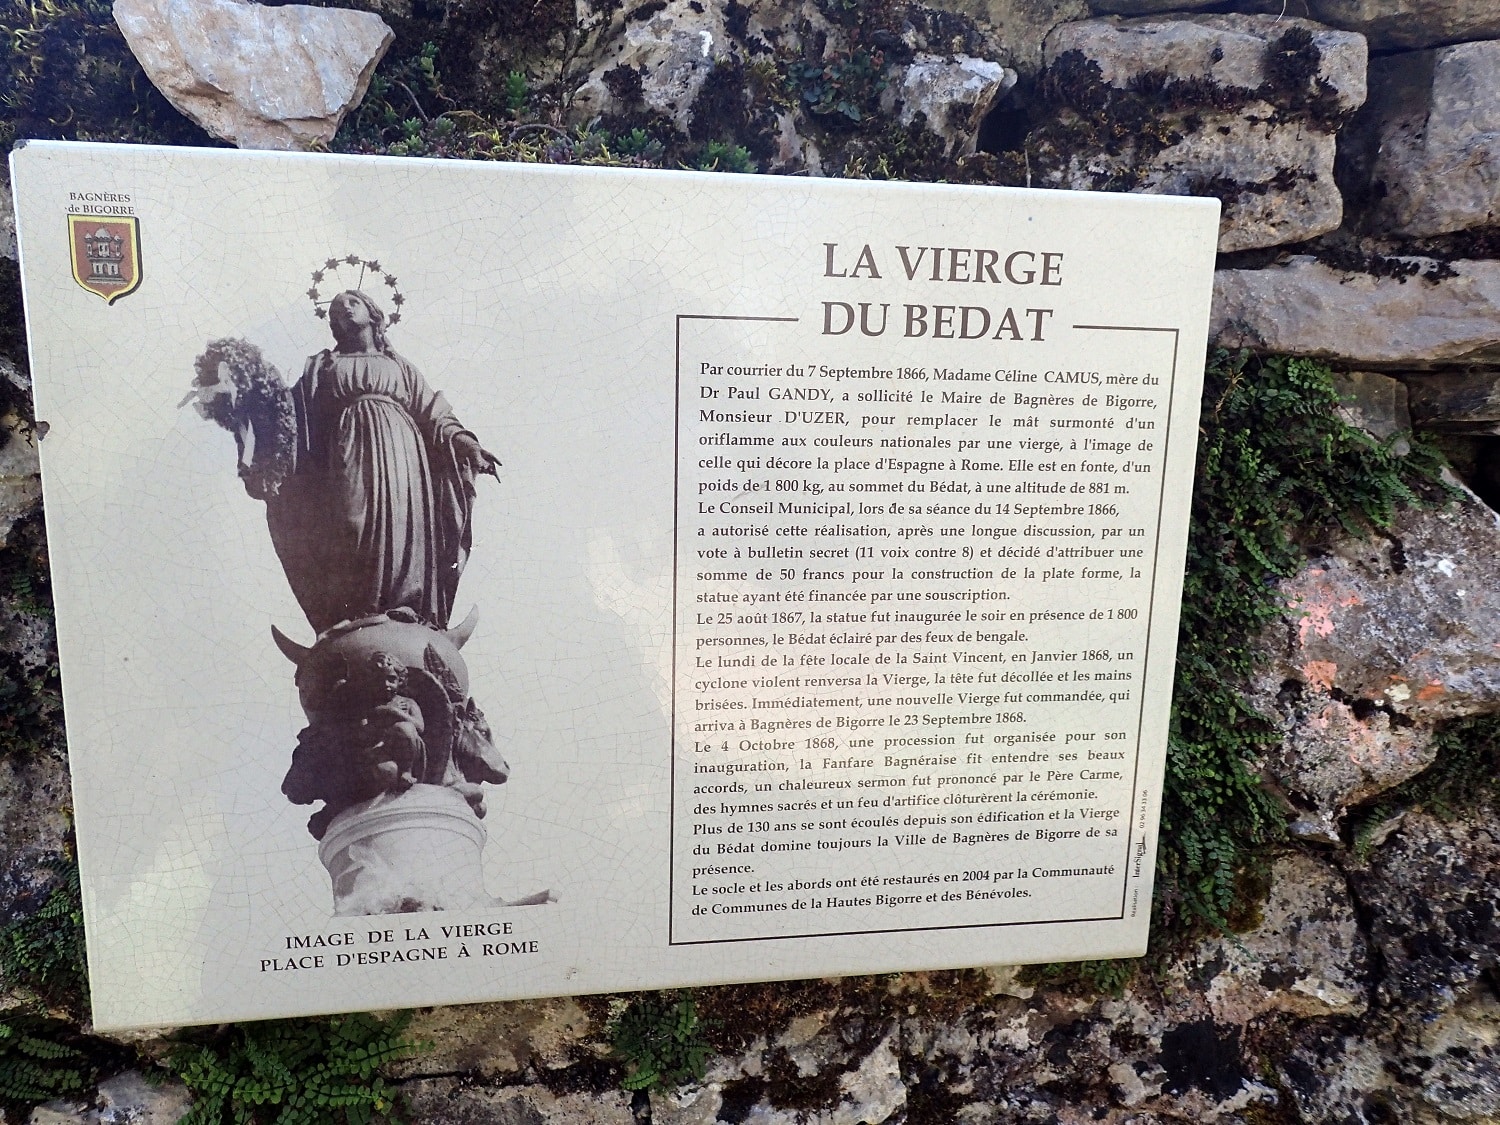 BAGNÈRES
de BIGORRE
LA VIERGE
DU BEDAT
Par courrier du 7 Septembre 1866, Madame Céline CAMUS, mère du
Dr Paul GANDY, a sollicité le Maire de Bagnères de Bigorre,
Monsieur D'UZER, pour remplacer le mât surmonté d'un
oriflamme aux couleurs nationales par une vierge, à l'image de
celle qui décore la place d'Espagne à Rome. Elle est en fonte, d'un
poids de 1 800 kg, au sommet du Bédat, à une altitude de 881 m.
Le Conseil Municipal, lors de sa séance du 14 Septembre 1866,
a autorisé cette réalisation, après une longue discussion, par un
vote à bulletin secret (11 voix contre 8) et décidé d'attribuer une
somme de 50 francs pour la construction de la plate forme, la
statue ayant été financée par une souscription.
Le 25 août 1867, la statue fut inaugurée le soir en présence de 1 800
personnes, le Bédat éclairé par des feux de bengale.
Le lundi de la fête locale de la Saint Vincent, en Janvier 1868, un
cyclone violent renversa la Vierge, la tête fut décollée et les mains
brisées. Immédiatement, une nouvelle Vierge fut commandée, qui
arriva à Bagnères de Bigorre le 23 Septembre 1868.
Le 4 Octobre 1868, une procession fut organisée pour son
inauguration, la Fanfare Bagnéraise fit entendre ses beaux
accords, un chaleureux sermon fut prononcé par le Père Carme,
des hymnes sacrés et un feu d'artifice clôturèrent la cérémonie.
Plus de 130 ans se sont écoulés depuis son édification et la Vierge
du Bédat domine toujours la Ville de Bagnères de Bigorre de sa
présence.
Le socle et les abords ont été restaurés en 2004 par la Communauté
de Communes de la Hautes Bigorre et des Bénévoles.
IMAGE DE LA VIERGE
PLACE D'ESPAGNE À ROME
Réalisation InterSignal 02 96 34 33 06